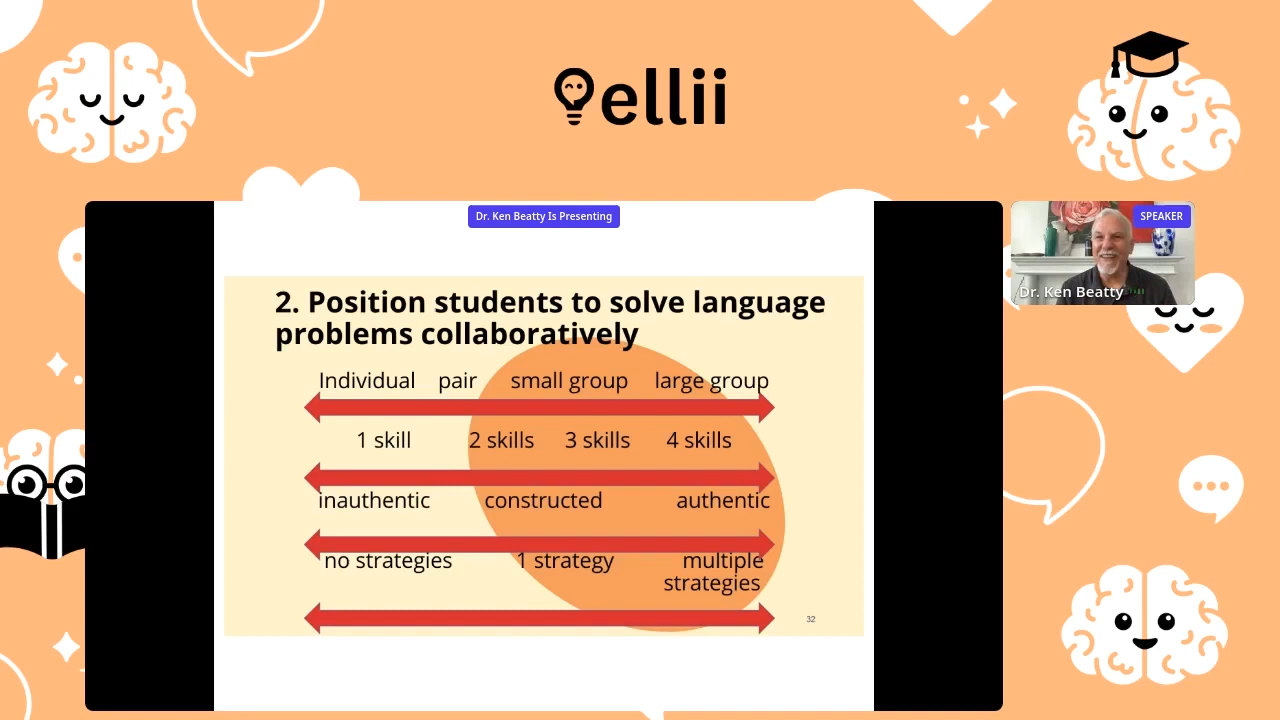 ellii
Dr. Ken Beatty Is Presenting
SPEAKER
Dr. Ken Beatty
2. Position students to solve language
problems collaboratively
Individual pair small group large group
1 skill 2 skills 3 skills 4 skills
inauthentic constructed authentic
no strategies 1 strategy multiple
strategies
32